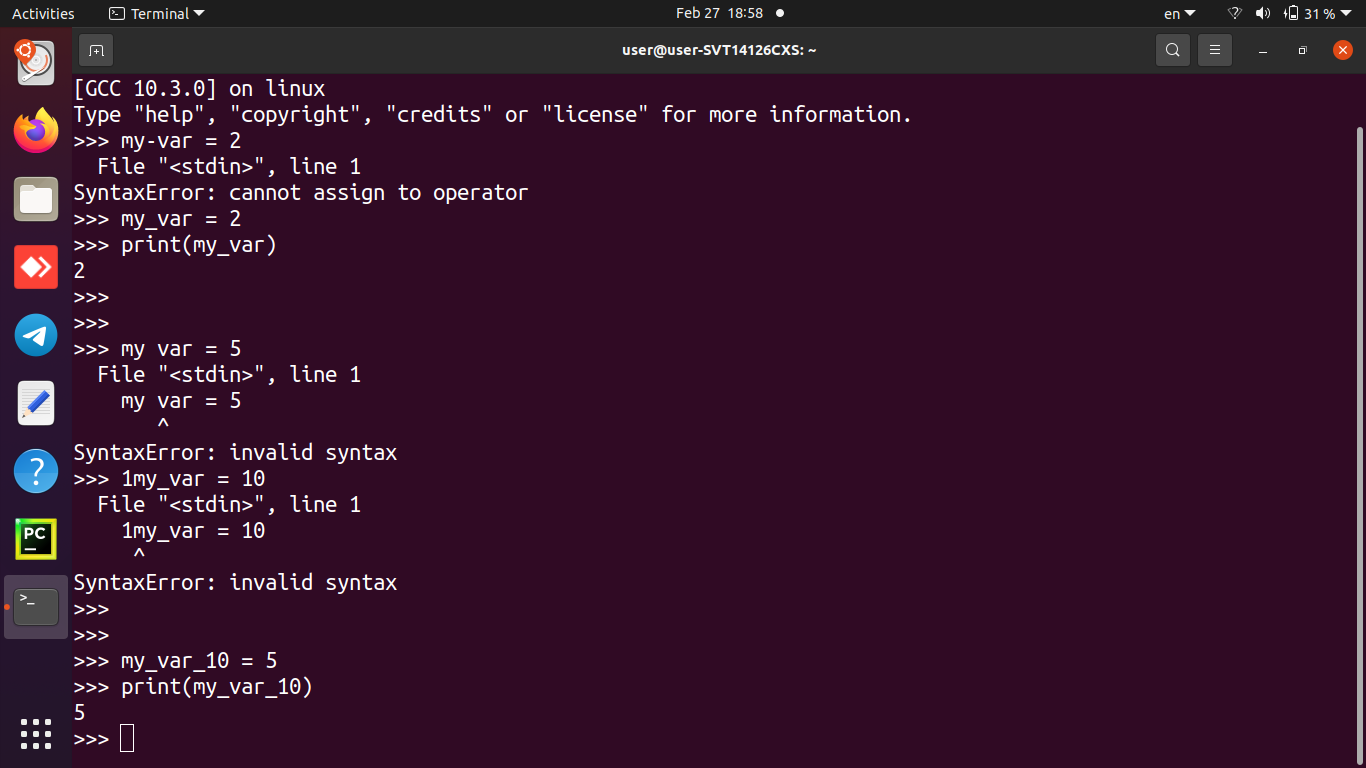 Activities Terminal Feb 27 18:58 en 31 %
user@user-SVT14126CXS: ~
[GCC 10.3.0] on linux
Type "help", "copyright", "credits" or "license" for more information.
>>> my-var = 2
  File "<stdin>", line 1
SyntaxError: cannot assign to operator
>>> my_var = 2
>>> print(my_var)
2
>>>
>>>
>>> my var = 5
  File "<stdin>", line 1
    my var = 5
       ^
SyntaxError: invalid syntax
>>> 1my_var = 10
  File "<stdin>", line 1
    1my_var = 10
     ^
SyntaxError: invalid syntax
>>>
>>>
>>> my_var_10 = 5
>>> print(my_var_10)
5
>>>
PC
>_